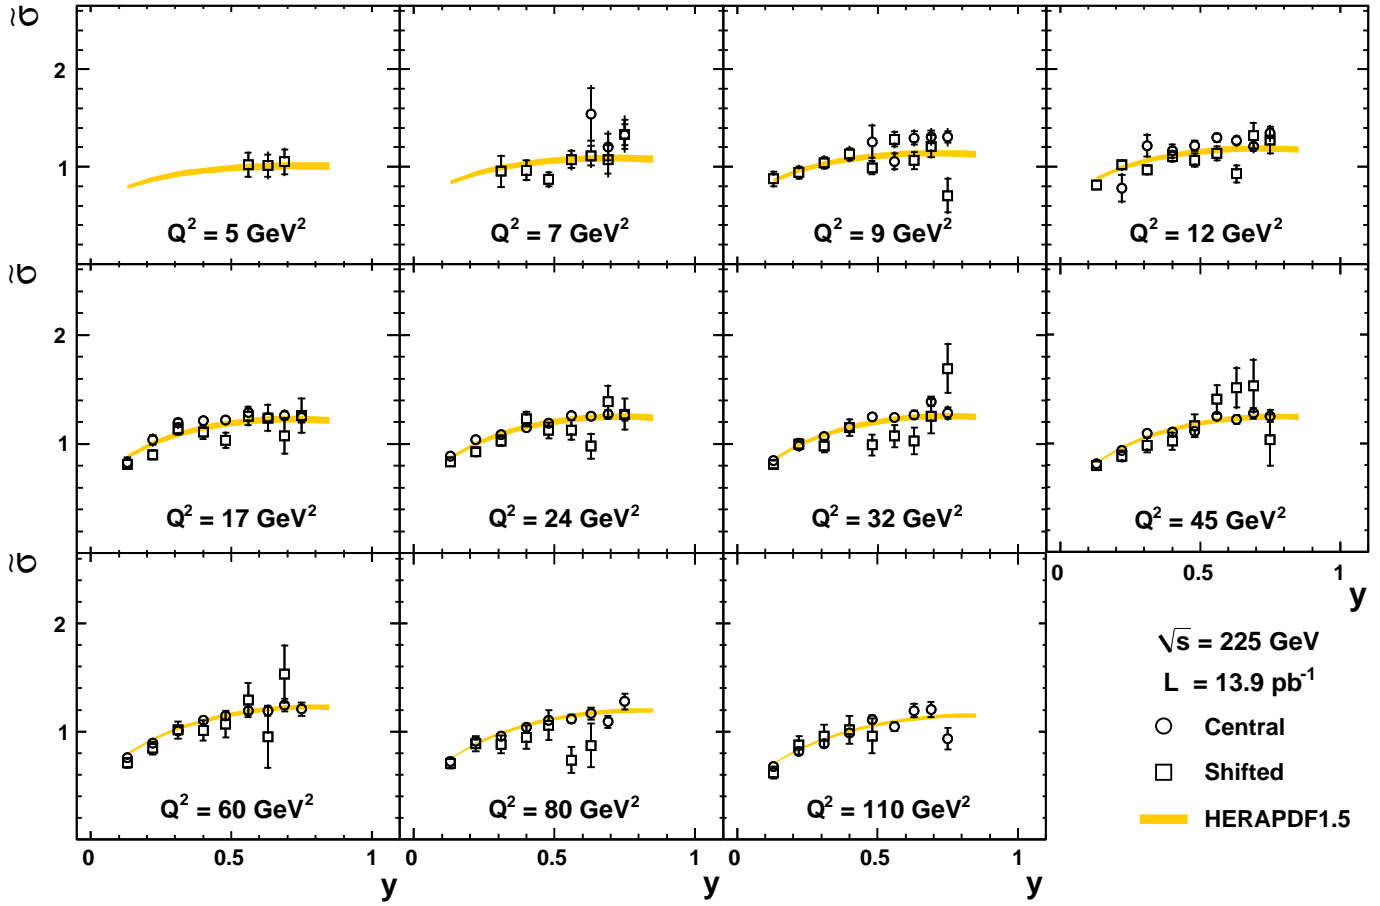 σ̃
2
1
Q² = 5 GeV²
Q² = 7 GeV²
Q² = 9 GeV²
Q² = 12 GeV²
σ̃
2
1
Q² = 17 GeV²
Q² = 24 GeV²
Q² = 32 GeV²
Q² = 45 GeV²
0 0.5 1
y
σ̃
2
1
Q² = 60 GeV²
Q² = 80 GeV²
Q² = 110 GeV²
0 0.5 1
y
0 0.5 1
y
0 0.5 1
y
√s = 225 GeV
L = 13.9 pb⁻¹
Central
Shifted
HERAPDF1.5